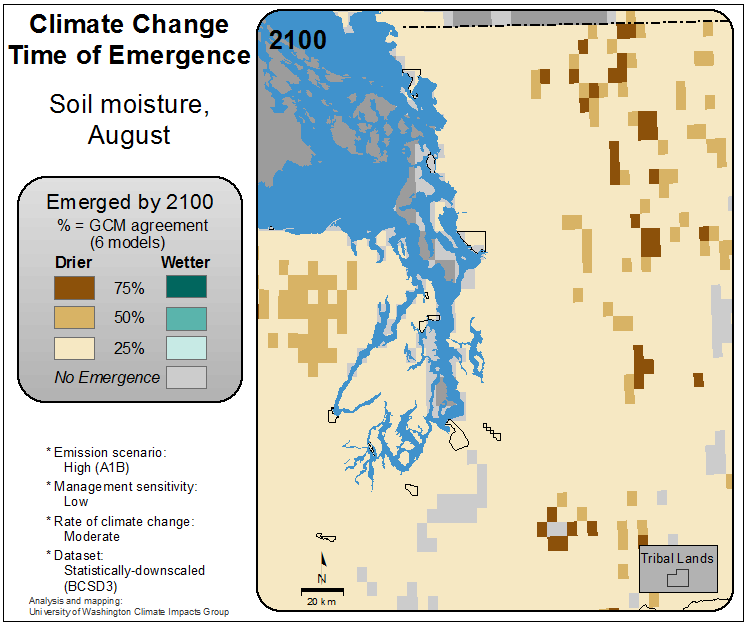 Climate Change
Time of Emergence
Soil moisture,
August
Emerged by 2100
% = GCM agreement
(6 models)
Drier Wetter
75%
50%
25%
No Emergence
* Emission scenario:
High (A1B)
* Management sensitivity:
Low
* Rate of climate change:
Moderate
* Dataset:
Statistically-downscaled
(BCSD3)
Analysis and mapping:
University of Washington Climate Impacts Group
2100
N
20 km
Tribal Lands